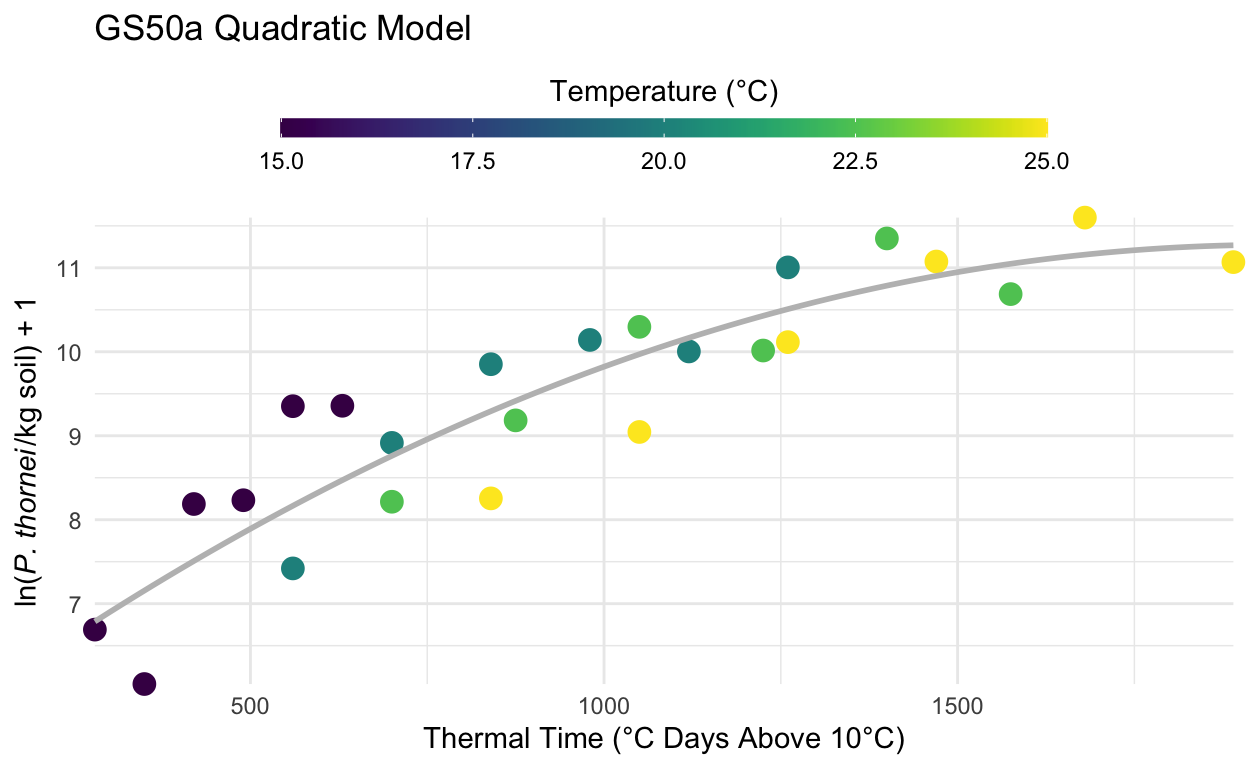 GS50a Quadratic Model
Temperature (°C)
15.0 17.5 20.0 22.5 25.0
ln(P. thornei/kg soil) + 1
11
10
9
8
7
500 1000 1500
Thermal Time (°C Days Above 10°C)